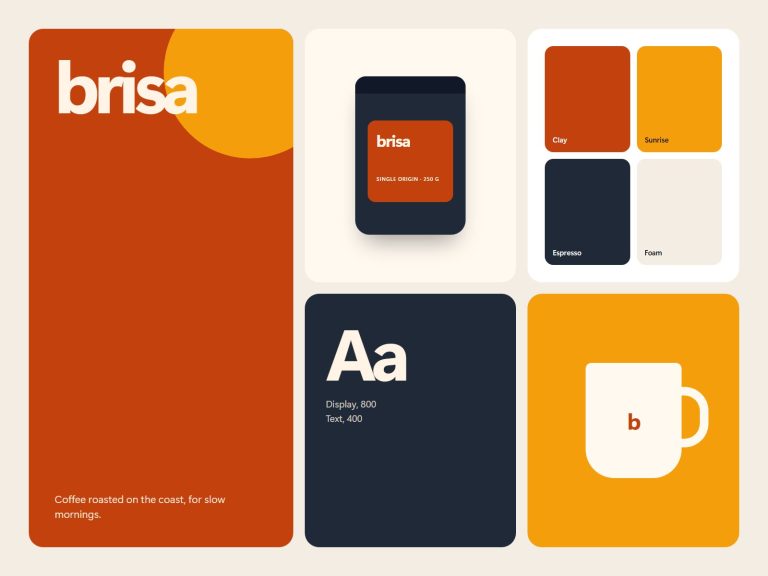 brisa
Coffee roasted on the coast, for slow
mornings.
brisa
SINGLE ORIGIN · 250 G
Clay
Sunrise
Espresso
Foam
Aa
Display, 800
Text, 400
b